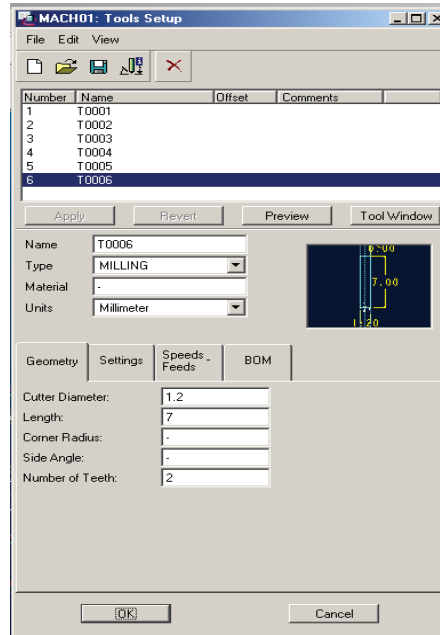 MACH01: Tools Setup
File Edit View
Number Name Offset Comments
1 T0001
2 T0002
3 T0003
4 T0004
5 T0005
6 T0006
Apply Revert Preview Tool Window
Name T0006
Type MILLING
Material -
Units Millimeter
7.00
1.20
Geometry Settings Speeds - Feeds BOM
Cutter Diameter: 1.2
Length: 7
Corner Radius: -
Side Angle: -
Number of Teeth: 2
OK Cancel